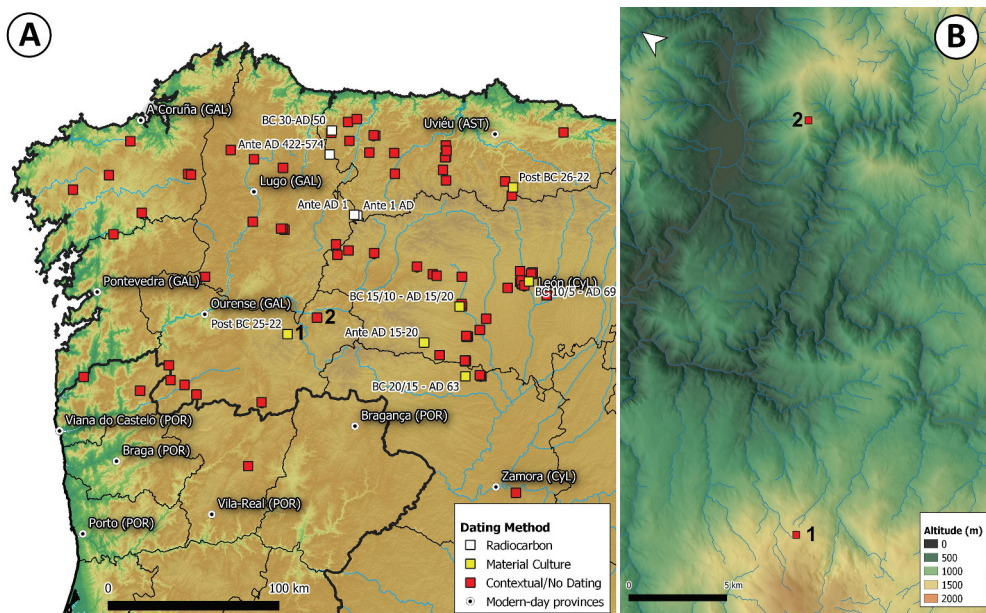 A
A Coruña (GAL)
BC 30-AD 50
Uviéu (AST)
Ante AD 422-574
Lugo (GAL)
Post BC 26-22
Ante AD 1
Ante 1 AD
Pontevedra (GAL)
León (CyL)
BC 10/5 - AD 69
Ourense (GAL)
BC 15/10 - AD 15/20
Post BC 25-22
1
2
Ante AD 15-20
BC 20/15 - AD 63
Viana do Castelo (POR)
Bragança (POR)
Braga (POR)
Zamora (CyL)
Vila-Real (POR)
Porto (POR)
Dating Method
Radiocarbon
Material Culture
Contextual/No Dating
Modern-day provinces
0
100 km
B
2
1
0
5 km
Altitude (m)
0
500
1000
1500
2000